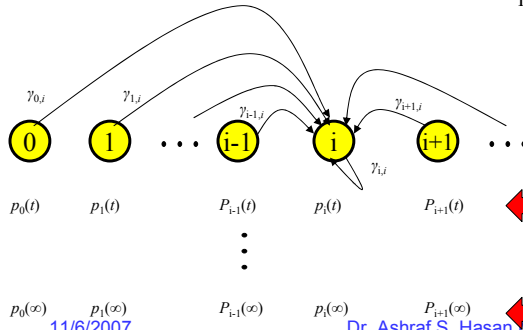 γ0,i γ1,i γi-1,i γi+1,i
0 1 • • • i-1 i i+1 • • •
γi,i
p0(t) p1(t) Pi-1(t) pi(t) Pi+1(t)
p0(∞) p1(∞) Pi-1(∞) pi(∞) Pi+1(∞)
11/6/2007 Dr. Ashraf S. Hasan